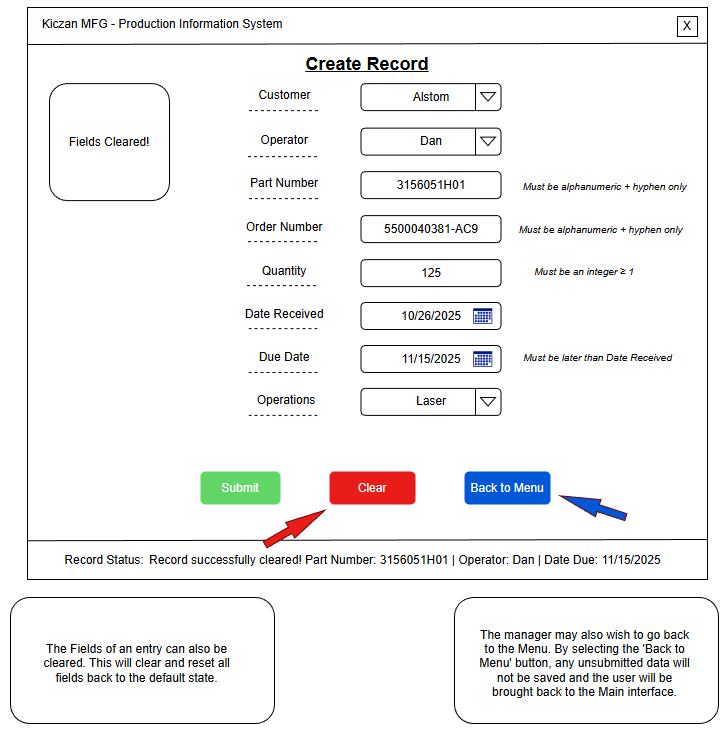 Kiczan MFG - Production Information System
X
Create Record
Fields Cleared!
Customer
Alstom
Operator
Dan
Part Number
3156051H01
Must be alphanumeric + hyphen only
Order Number
5500040381-AC9
Must be alphanumeric + hyphen only
Quantity
125
Must be an integer ≥ 1
Date Received
10/26/2025
Due Date
11/15/2025
Must be later than Date Received
Operations
Laser
Submit
Clear
Back to Menu
Record Status: Record successfully cleared! Part Number: 3156051H01 | Operator: Dan | Date Due: 11/15/2025
The Fields of an entry can also be
cleared. This will clear and reset all
fields back to the default state.
The manager may also wish to go back
to the Menu. By selecting the 'Back to
Menu' button, any unsubmitted data will
not be saved and the user will be
brought back to the Main interface.